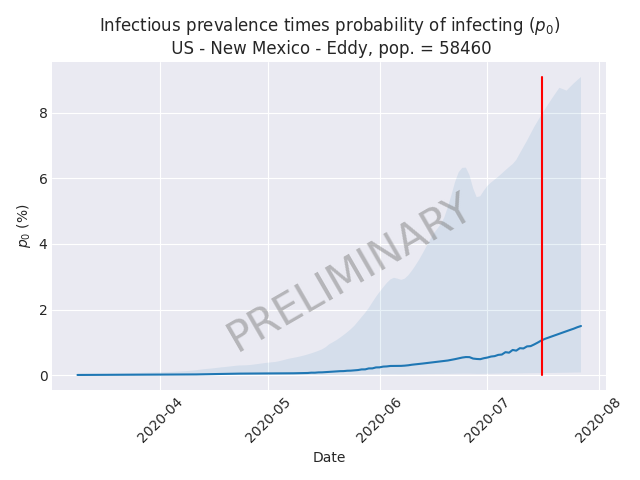 Infectious prevalence times probability of infecting (p₀)
US - New Mexico - Eddy, pop. = 58460
p₀ (%)
8
6
4
2
0
PRELIMINARY
2020-04
2020-05
2020-06
2020-07
2020-08
Date